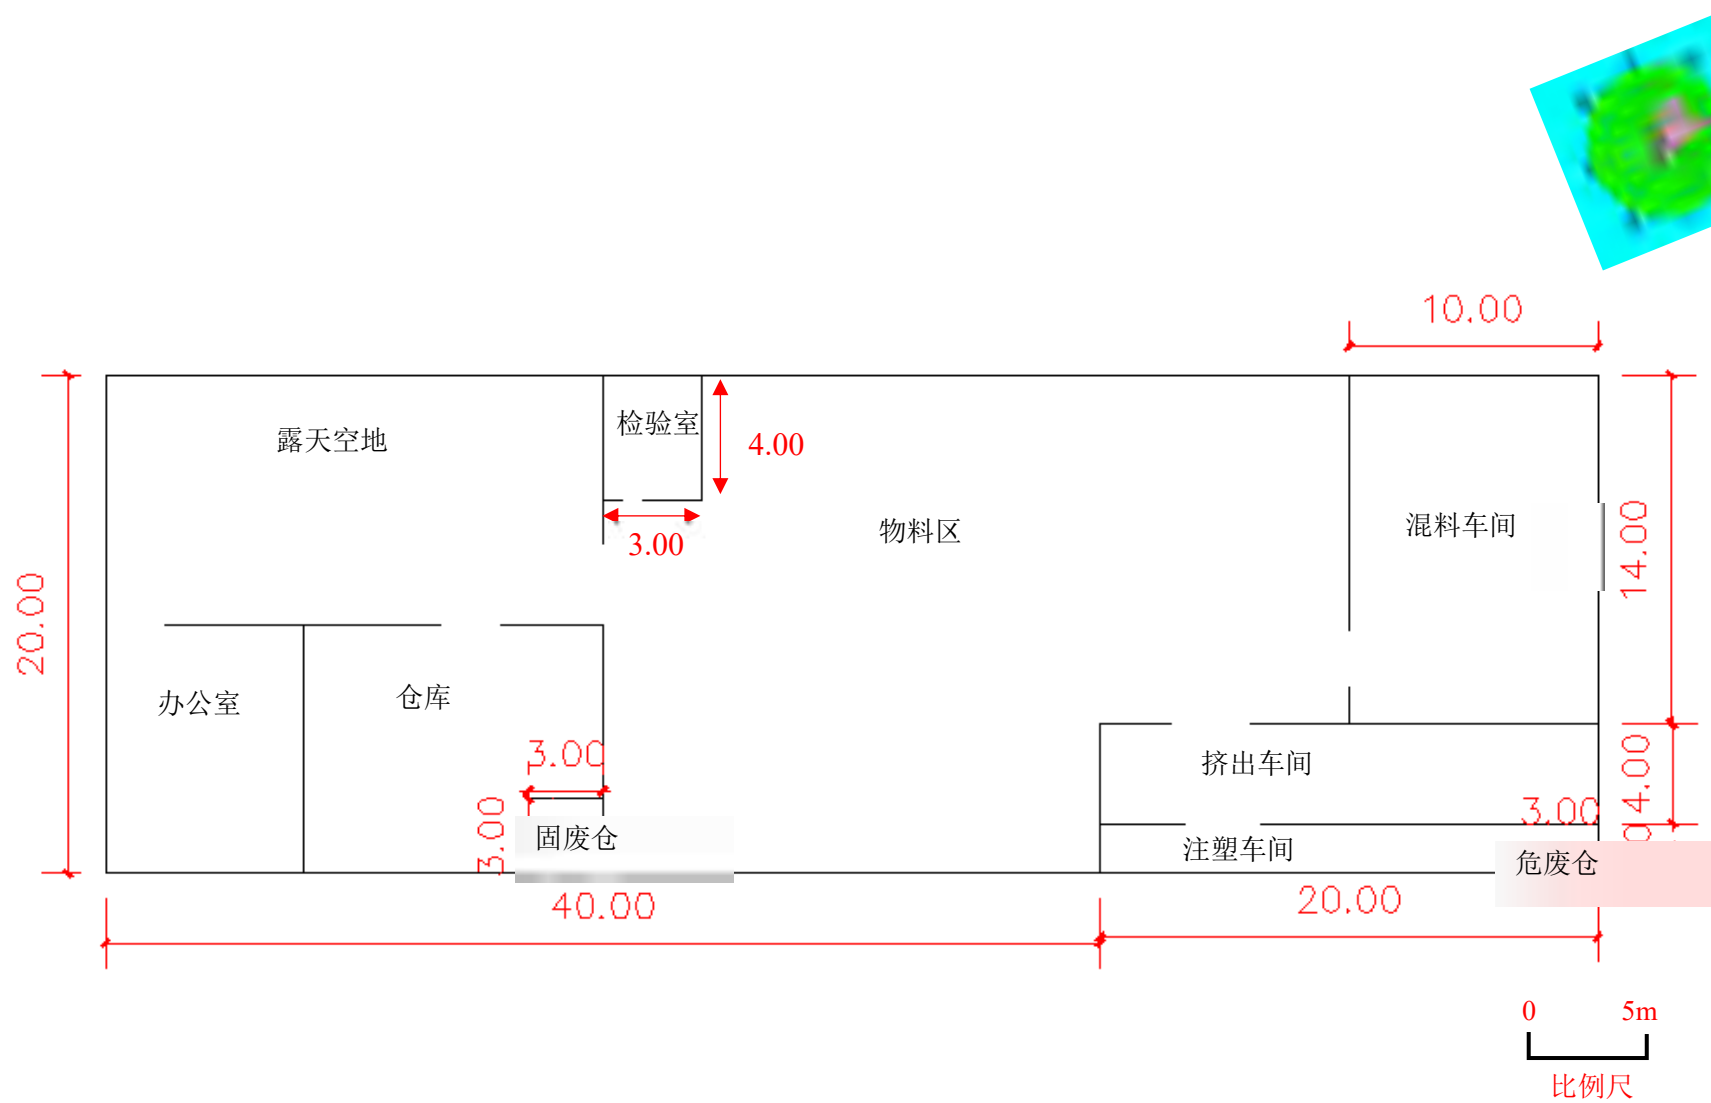 10.00
露天空地
检验室
4.00
3.00
物料区
混料车间
14.00
20.00
办公室
仓库
3.00
3.00
固废仓
挤出车间
4.00
3.00
注塑车间
危废仓
40.00
20.00
0
5m
比例尺